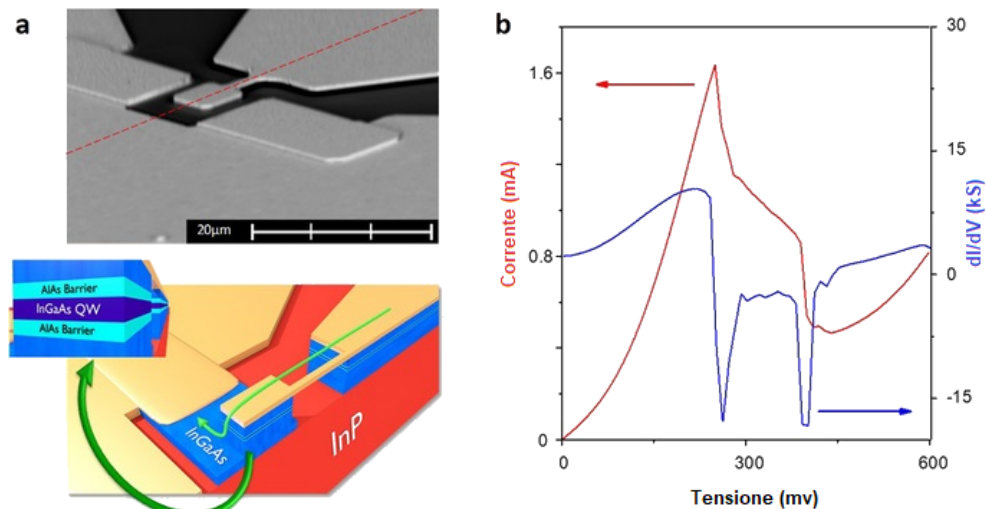 a
20μm
AlAs Barrier
InGaAs QW
AlAs Barrier
InGaAs
InP
b
30
1.6
15
0.8
0
-15
0
0
300
600
Corrente (mA)
dI/dV (kS)
Tensione (mv)